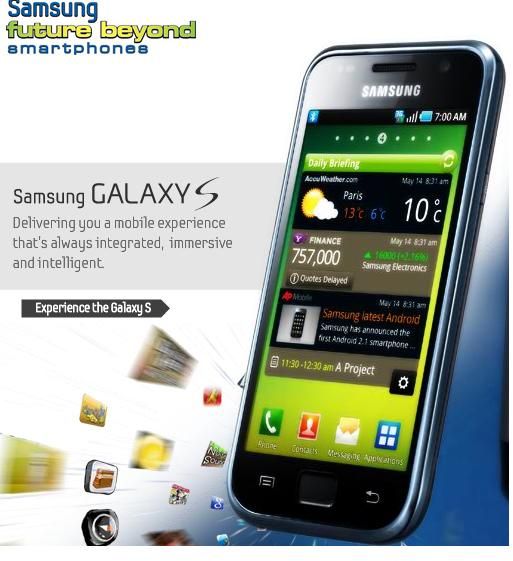 Samsung
future beyond
smartphones
SAMSUNG
7:00 AM
4
Daily Briefing
AccuWeather.com May 14 8:31 am
Paris
13°c 6°c 10°c
Samsung GALAXY S
Delivering you a mobile experience
that's always integrated, immersive
and intelligent.
Experience the Galaxy S
Y! FINANCE May 14 8:31 am
757,000 ▲ 16000 (+2.16%)
Samsung Electronics
Quotes Delayed
AP Mobile May 14 8:31 am
Samsung latest Android
Samsung has announced the
first Android 2.1 smartphone ...
11:30 -12:30 am A Project
Phone Contacts Messaging Applications